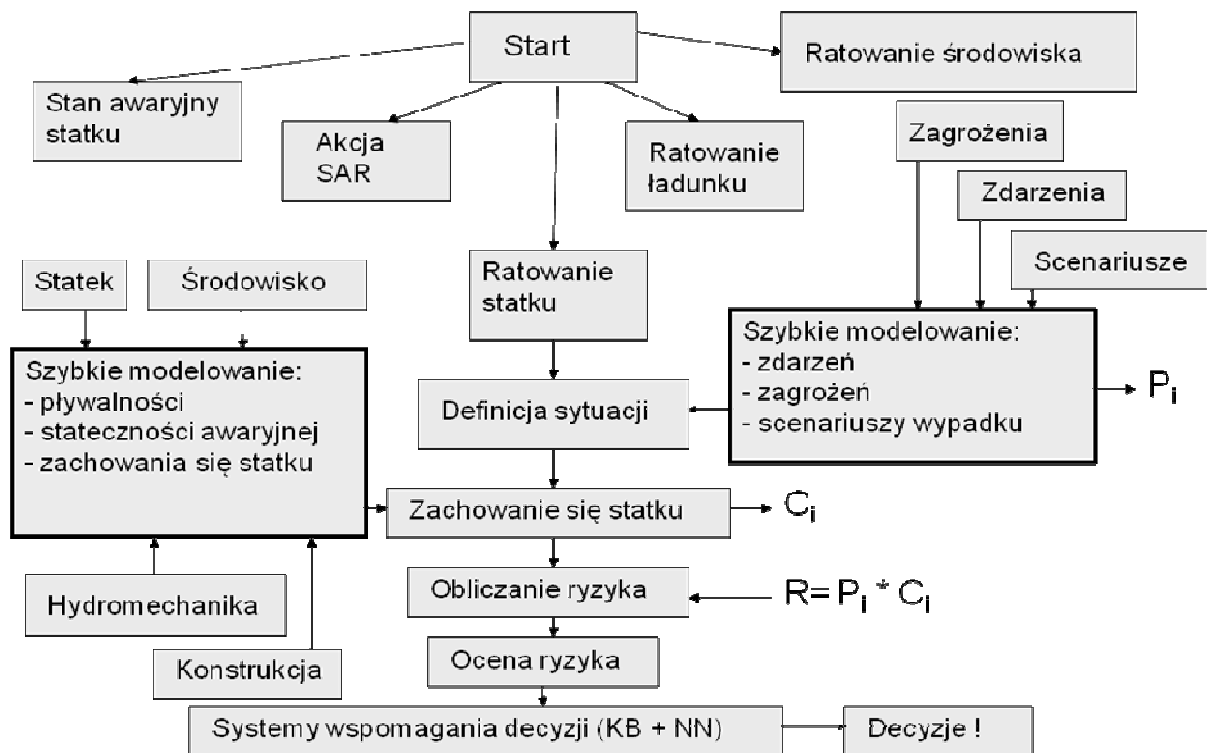 Start
Ratowanie środowiska
Stan awaryjny
statku
Akcja
SAR
Ratowanie
ładunku
Zagrożenia
Zdarzenia
Scenariusze
Statek
Środowisko
Ratowanie
statku
Szybkie modelowanie:
- pływalności
- stateczności awaryjnej
- zachowania się statku
Definicja sytuacji
Szybkie modelowanie:
- zdarzeń
- zagrożeń
- scenariuszy wypadku
Pi
Zachowanie się statku
Ci
Hydromechanika
Konstrukcja
Obliczanie ryzyka
R= Pi * Ci
Ocena ryzyka
Systemy wspomagania decyzji (KB + NN)
Decyzje !